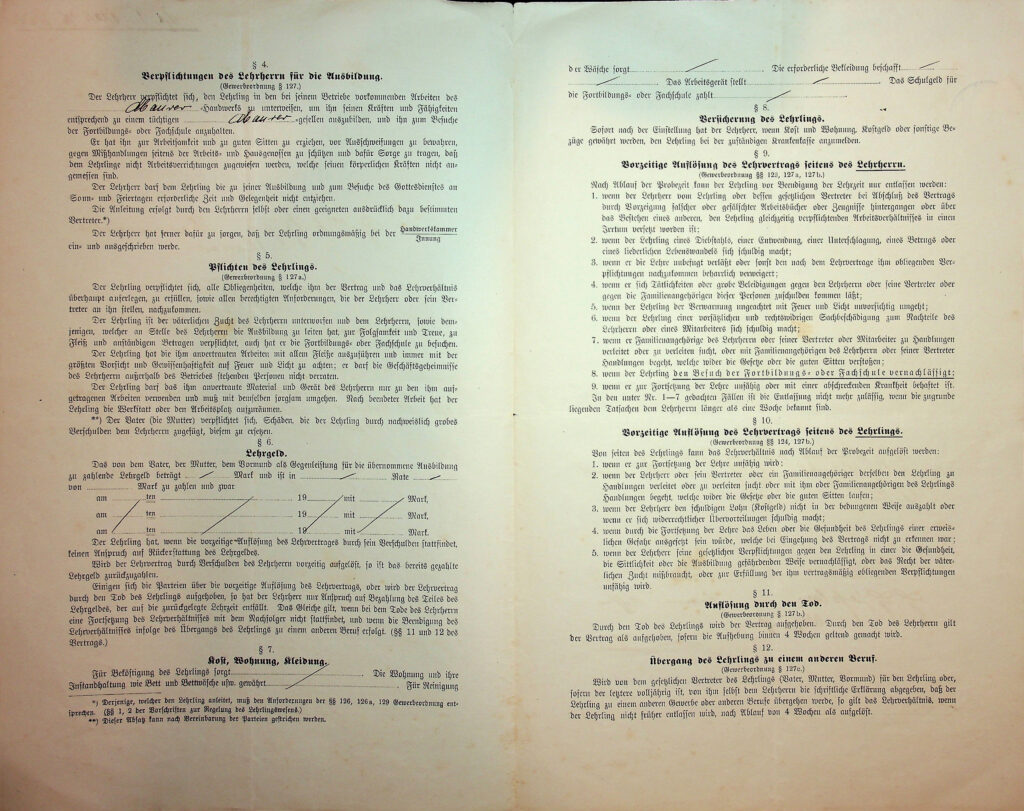 § 4.
Verpflichtungen des Lehrherrn für die Ausbildung.
(Gewerbeordnung § 127.)
Der Lehrherr verpflichtet sich, den Lehrling in den bei seinem Betriebe vorkommenden Arbeiten des
Maurer -Handwerks zu unterweisen, um ihn seinen Kräften und Fähigkeiten
entsprechend zu einem tüchtigen Maurer -gesellen auszubilden, und ihn zum Besuche
der Fortbildungs- oder Fachschule anzuhalten.
Er hat ihn zur Arbeitsamkeit und zu guten Sitten zu erziehen, vor Ausschweifungen zu bewahren,
gegen Mißhandlungen seitens der Arbeits- und Hausgenossen zu schützen und dafür Sorge zu tragen, daß
dem Lehrlinge nicht Arbeitsverrichtungen zugewiesen werden, welche seinen körperlichen Kräften nicht an-
gemessen sind.
Der Lehrherr darf dem Lehrling die zu seiner Ausbildung und zum Besuche des Gottesdienstes an
Sonn- und Feiertagen erforderliche Zeit und Gelegenheit nicht entziehen.
Die Anleitung erfolgt durch den Lehrherrn selbst oder einen geeigneten ausdrücklich dazu bestimmten
Vertreter.*)
Der Lehrherr hat ferner dafür zu sorgen, daß der Lehrling ordnungsmäßig bei der Handwerkskammer
Innung
ein- und ausgeschrieben werde.
§ 5.
Pflichten des Lehrlings.
(Gewerbeordnung § 127a.)
Der Lehrling verpflichtet sich, alle Obliegenheiten, welche ihm der Vertrag und das Lehrverhältnis
überhaupt auferlegen, zu erfüllen, sowie allen berechtigten Anforderungen, die der Lehrherr oder sein Ver-
treter an ihn stellen, nachzukommen.
Der Lehrling ist der väterlichen Zucht des Lehrherrn unterworfen und dem Lehrherrn, sowie dem-
jenigen, welcher an Stelle des Lehrherrn die Ausbildung zu leiten hat, zur Folgsamkeit und Treue, zu
Fleiß und anständigem Betragen verpflichtet, auch hat er die Fortbildungs- oder Fachschule zu besuchen.
Der Lehrling hat die ihm anvertrauten Arbeiten mit allem Fleiße auszuführen und immer mit der
größten Vorsicht und Gewissenhaftigkeit auf Feuer und Licht zu achten; er darf die Geschäftsgeheimnisse
des Lehrherrn außerhalb des Betriebes stehenden Personen nicht verraten.
Der Lehrling darf das ihm anvertraute Material und Gerät des Lehrherrn nur zu den ihm auf-
getragenen Arbeiten verwenden und muß mit demselben sorgsam umgehen. Nach beendeter Arbeit hat der
Lehrling die Werkstatt oder den Arbeitsplatz aufzuräumen.
**) Der Vater (die Mutter) verpflichtet sich, Schäden, die der Lehrling durch nachweislich grobes
Verschulden dem Lehrherrn zugefügt, diesem zu ersetzen.
§ 6.
Lehrgeld.
Das von dem Vater, der Mutter, dem Vormund als Gegenleistung für die übernommene Ausbildung
zu zahlende Lehrgeld beträgt Mark und ist in Rate
von Mark zu zahlen und zwar
am ten 19 mit Mark,
am ten 19 mit Mark,
am ten 19 mit Mark.
Der Lehrling hat, wenn die vorzeitige Auflösung des Lehrvertrages durch sein Verschulden stattfindet,
keinen Anspruch auf Rückerstattung des Lehrgeldes.
Wird der Lehrvertrag durch Verschulden des Lehrherrn vorzeitig aufgelöst, so ist das bereits gezahlte
Lehrgeld zurückzuzahlen.
Einigen sich die Parteien über die vorzeitige Auflösung des Lehrvertrags, oder wird der Lehrvertrag
durch den Tod des Lehrlings aufgehoben, so hat der Lehrherr nur Anspruch auf Bezahlung des Teiles des
Lehrgeldes, der auf die zurückgelegte Lehrzeit entfällt. Das Gleiche gilt, wenn bei dem Tode des Lehrherrn
eine Fortsetzung des Lehrverhältnisses mit dem Nachfolger nicht stattfindet, und wenn die Beendigung des
Lehrverhältnisses infolge des Übergangs des Lehrlings zu einem anderen Beruf erfolgt. (§§ 11 und 12 des
Vertrags.)
§ 7.
Kost, Wohnung, Kleidung.
Für Beköstigung des Lehrlings sorgt Die Wohnung und ihre
Instandhaltung wie Bett und Bettwäsche usw. gewährt Für Reinigung
*) Derjenige, welcher den Lehrling anleitet, muß den Anforderungen der §§ 126, 126a, 129 Gewerbeordnung ent-
sprechen. (§§ 1, 2 der Vorschriften zur Regelung des Lehrlingswesens.)
**) Dieser Absatz kann nach Vereinbarung der Parteien gestrichen werden.
der Wäsche sorgt Die erforderliche Bekleidung beschafft
Das Arbeitsgerät stellt Das Schulgeld für
die Fortbildungs- oder Fachschule zahlt
§ 8.
Versicherung des Lehrlings.
Sofort nach der Einstellung hat der Lehrherr, wenn Kost und Wohnung, Kostgeld oder sonstige Be-
züge gewährt werden, den Lehrling bei der zuständigen Krankenkasse anzumelden.
§ 9.
Vorzeitige Auflösung des Lehrvertrags seitens des Lehrherrn.
(Gewerbeordnung §§ 123, 127a, 127b.)
Nach Ablauf der Probezeit kann der Lehrling vor Beendigung der Lehrzeit nur entlassen werden:
1. wenn der Lehrherr vom Lehrling oder dessen gesetzlichen Vertreter bei Abschluß des Vertrags
durch Vorzeigung falscher oder gefälschter Arbeitsbücher oder Zeugnisse hintergangen oder über
das Bestehen eines anderen, den Lehrling gleichzeitig verpflichtenden Arbeitsverhältnisses in einen
Irrtum versetzt worden ist;
2. wenn der Lehrling eines Diebstahls, einer Entwendung, einer Unterschlagung, eines Betrugs oder
eines liederlichen Lebenswandels sich schuldig macht;
3. wenn er die Lehre unbefugt verläßt oder sonst den nach dem Lehrvertrage ihm obliegenden Ver-
pflichtungen nachzukommen beharrlich verweigert;
4. wenn er sich Tätlichkeiten oder grobe Beleidigungen gegen den Lehrherrn oder seine Vertreter oder
gegen die Familienangehörigen dieser Personen zuschulden kommen läßt;
5. wenn der Lehrling der Verwarnung ungeachtet mit Feuer und Licht unvorsichtig umgeht;
6. wenn der Lehrling einer vorsätzlichen und rechtswidrigen Sachbeschädigung zum Nachteile des
Lehrherrn oder eines Mitarbeiters sich schuldig macht;
7. wenn er Familienangehörige des Lehrherrn oder seiner Vertreter oder Mitarbeiter zu Handlungen
verleitet oder zu verleiten sucht, oder mit Familienangehörigen des Lehrherrn oder seiner Vertreter
Handlungen begeht, welche wider die Gesetze oder die guten Sitten verstoßen;
8. wenn der Lehrling den Besuch der Fortbildungs- oder Fachschule vernachlässigt;
9. wenn er zur Fortsetzung der Lehre unfähig oder mit einer abschreckenden Krankheit behaftet ist.
In den unter Nr. 1—7 gedachten Fällen ist die Entlassung nicht mehr zulässig, wenn die zugrunde
liegenden Tatsachen dem Lehrherrn länger als eine Woche bekannt sind.
§ 10.
Vorzeitige Auflösung des Lehrvertrags seitens des Lehrlings.
(Gewerbeordnung §§ 124, 127b.)
Von seiten des Lehrlings kann das Lehrverhältnis nach Ablauf der Probezeit aufgelöst werden:
1. wenn er zur Fortsetzung der Lehre unfähig wird;
2. wenn der Lehrherr oder sein Vertreter oder ein Familienangehöriger derselben den Lehrling zu
Handlungen verleitet oder zu verleiten sucht oder mit ihm oder Familienangehörigen des Lehrlings
Handlungen begeht, welche wider die Gesetze oder die guten Sitten laufen;
3. wenn der Lehrherr den schuldigen Lohn (Kostgeld) nicht in der bedungenen Weise auszahlt oder
wenn er sich widerrechtlicher Übervorteilungen schuldig macht;
4. wenn durch die Fortsetzung der Lehre das Leben oder die Gesundheit des Lehrlings einer erweis-
lichen Gefahr ausgesetzt sein würde, welche bei Eingehung des Vertrags nicht zu erkennen war;
5. wenn der Lehrherr seine gesetzlichen Verpflichtungen gegen den Lehrling in einer die Gesundheit,
die Sittlichkeit oder die Ausbildung gefährdenden Weise vernachlässigt, oder das Recht der väter-
lichen Zucht mißbraucht, oder zur Erfüllung der ihm vertragsmäßig obliegenden Verpflichtungen
unfähig wird.
§ 11.
Auflösung durch den Tod.
(Gewerbeordnung § 127b.)
Durch den Tod des Lehrlings wird der Vertrag aufgehoben. Durch den Tod des Lehrherrn gilt
der Vertrag als aufgehoben, sofern die Aufhebung binnen 4 Wochen geltend gemacht wird.
§ 12.
Übergang des Lehrlings zu einem anderen Beruf.
(Gewerbeordnung § 127e.)
Wird von dem gesetzlichen Vertreter des Lehrlings (Vater, Mutter, Vormund) für den Lehrling oder,
sofern der letztere volljährig ist, von ihm selbst dem Lehrherrn die schriftliche Erklärung abgegeben, daß der
Lehrling zu einem anderen Gewerbe oder anderen Berufe übergehen werde, so gilt das Lehrverhältnis, wenn
der Lehrling nicht früher entlassen wird, nach Ablauf von 4 Wochen als aufgelöst.